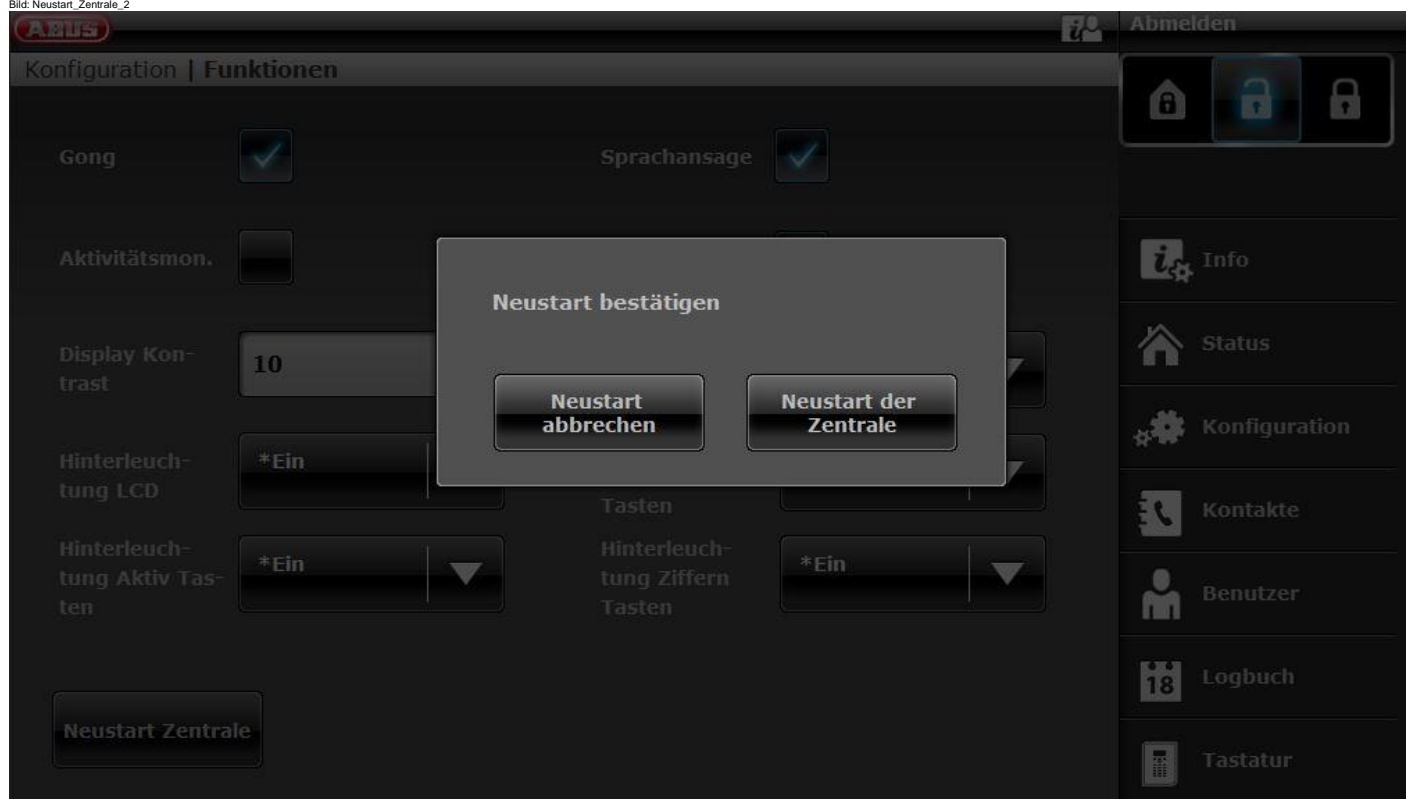 Bild: Neustart_Zentrale_2
ABUS
Abmelden
Konfiguration | Funktionen
Gong
Sprachansage
Aktivitätsmon.
Info
Neustart bestätigen
Display Kon-
trast
10
Status
Neustart
abbrechen
Neustart der
Zentrale
Konfiguration
Hinterleuch-
tung LCD
*Ein
Tasten
Kontakte
Hinterleuch-
tung Aktiv Tas-
ten
*Ein
Hinterleuch-
tung Ziffern
Tasten
*Ein
Benutzer
18
Logbuch
Neustart Zentrale
Tastatur